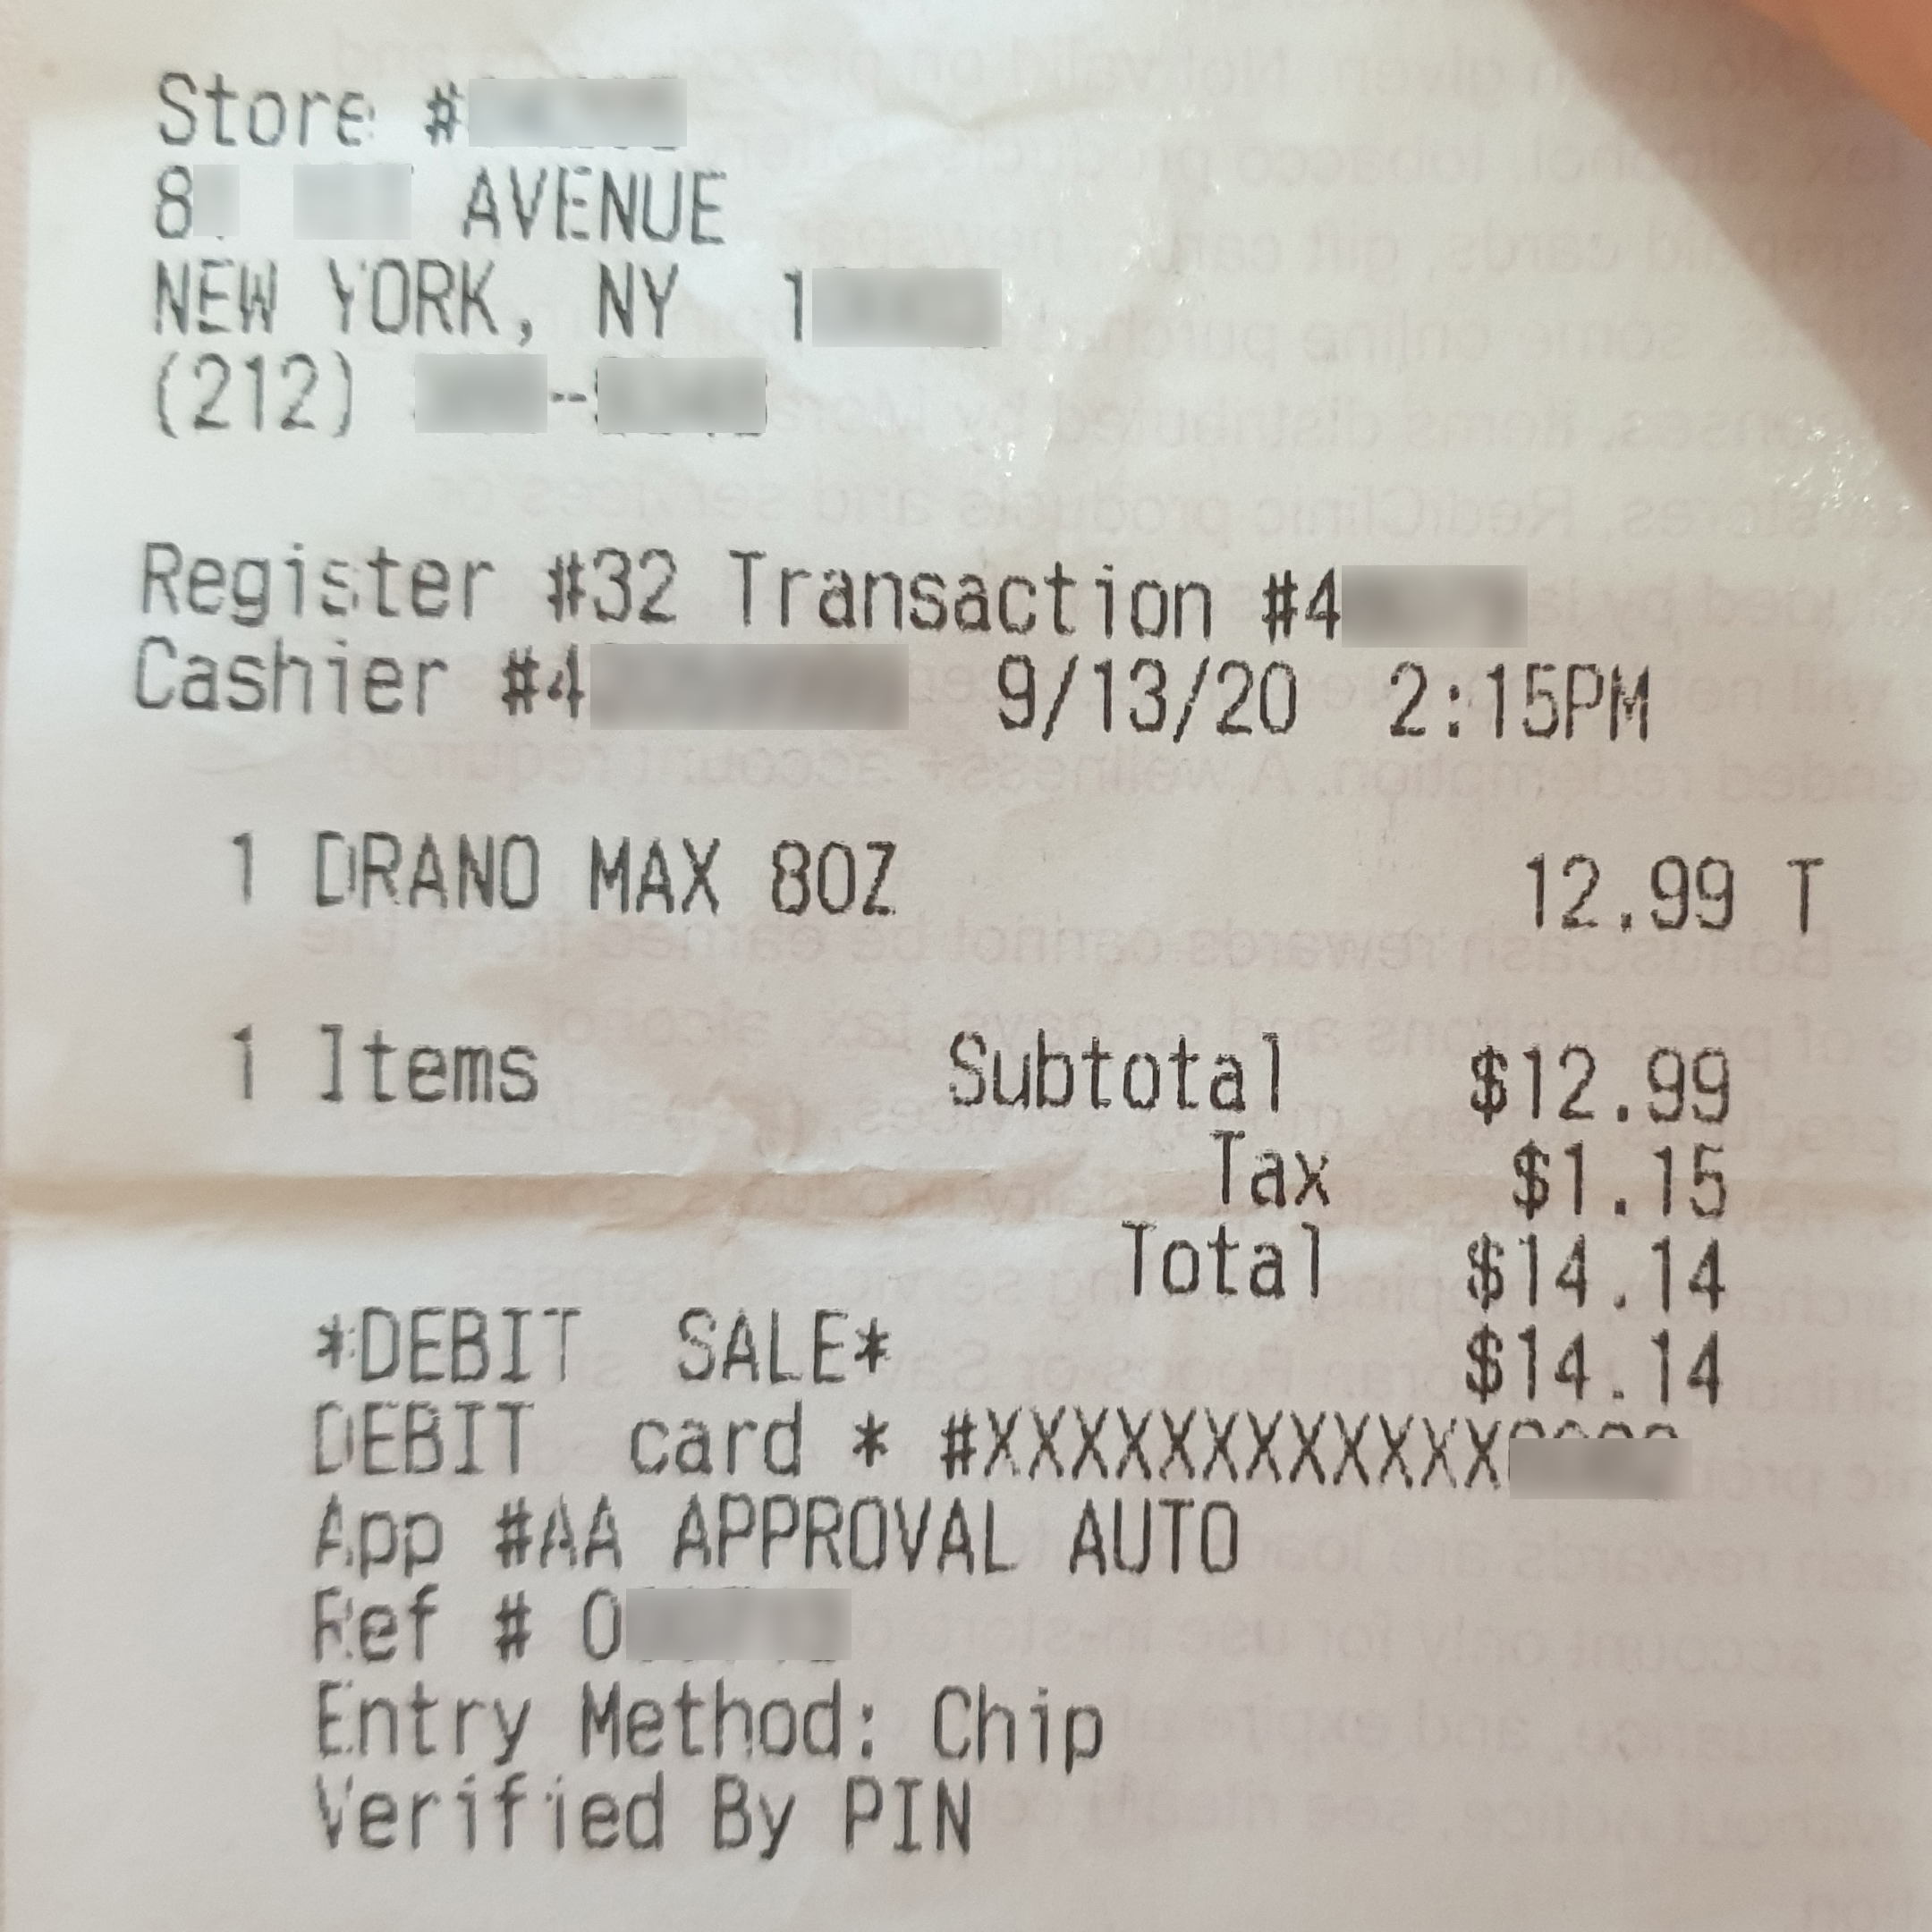 Store #
8 AVENUE
NEW YORK, NY 1
(212) -
Register #32 Transaction #4
Cashier #4 9/13/20 2:15PM
1 DRANO MAX 80Z 12.99 T
1 Items Subtotal $12.99
Tax $1.15
Total $14.14
*DEBIT SALE* $14.14
DEBIT card * #XXXXXXXXXXXX
App #AA APPROVAL AUTO
Ref # 0
Entry Method: Chip
Verified By PIN